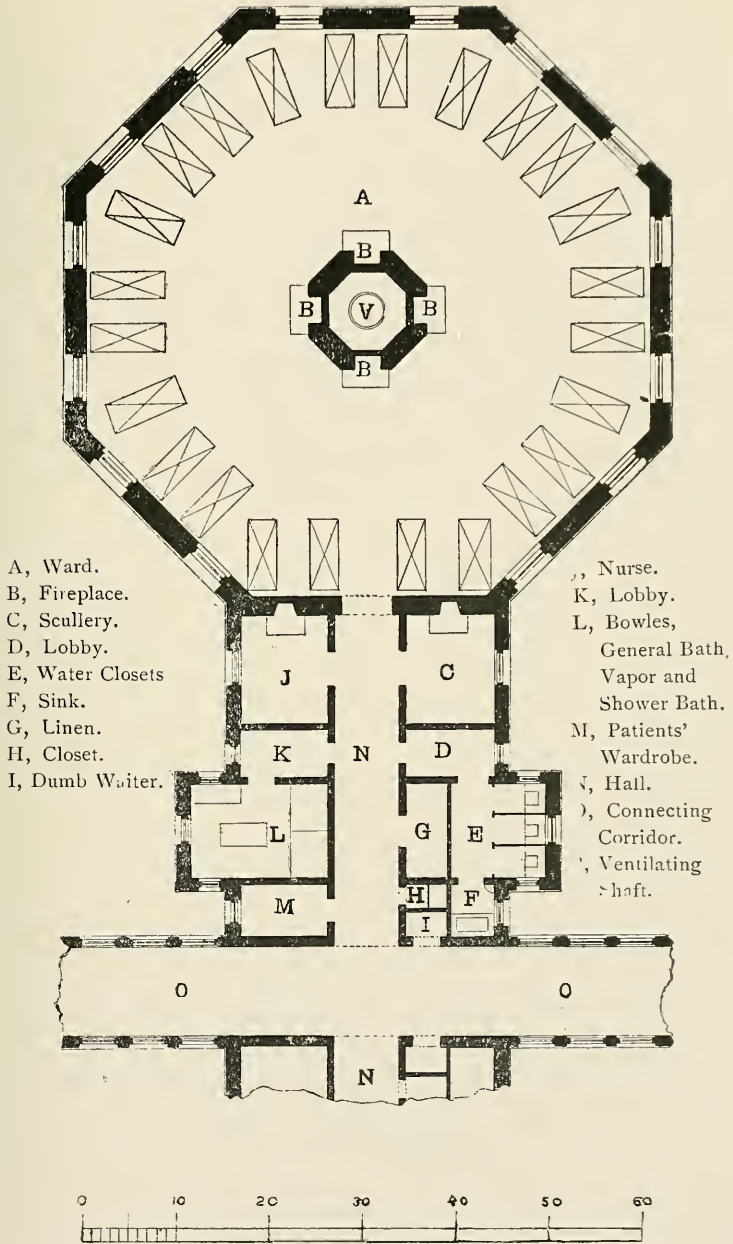 A
B
B
V
B
B
A, Ward.
B, Fireplace.
C, Scullery.
D, Lobby.
E, Water Closets
F, Sink.
G, Linen.
H, Closet.
I, Dumb Waiter.
, Nurse.
K, Lobby.
L, Bowles,
General Bath,
Vapor and
Shower Bath.
M, Patients'
Wardrobe.
, Hall.
, Connecting
Corridor.
, Ventilating
haft.
J
C
K
N
D
L
G
E
M
H
F
I
O
O
N
0 10 20 30 40 50 60